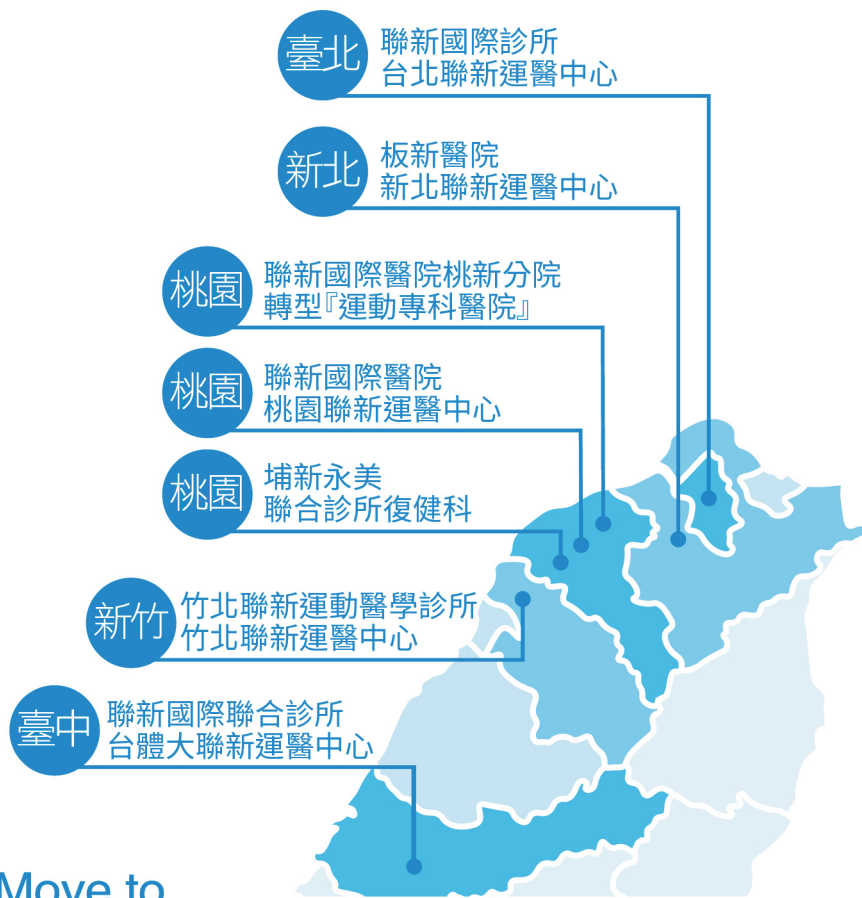 臺北
聯新國際診所
台北聯新運醫中心
新北
板新醫院
新北聯新運醫中心
桃園
聯新國際醫院桃新分院
轉型『運動專科醫院』
桃園
聯新國際醫院
桃園聯新運醫中心
桃園
埔新永美
聯合診所復健科
新竹
竹北聯新運動醫學診所
竹北聯新運醫中心
臺中
聯新國際聯合診所
台體大聯新運醫中心
Move to